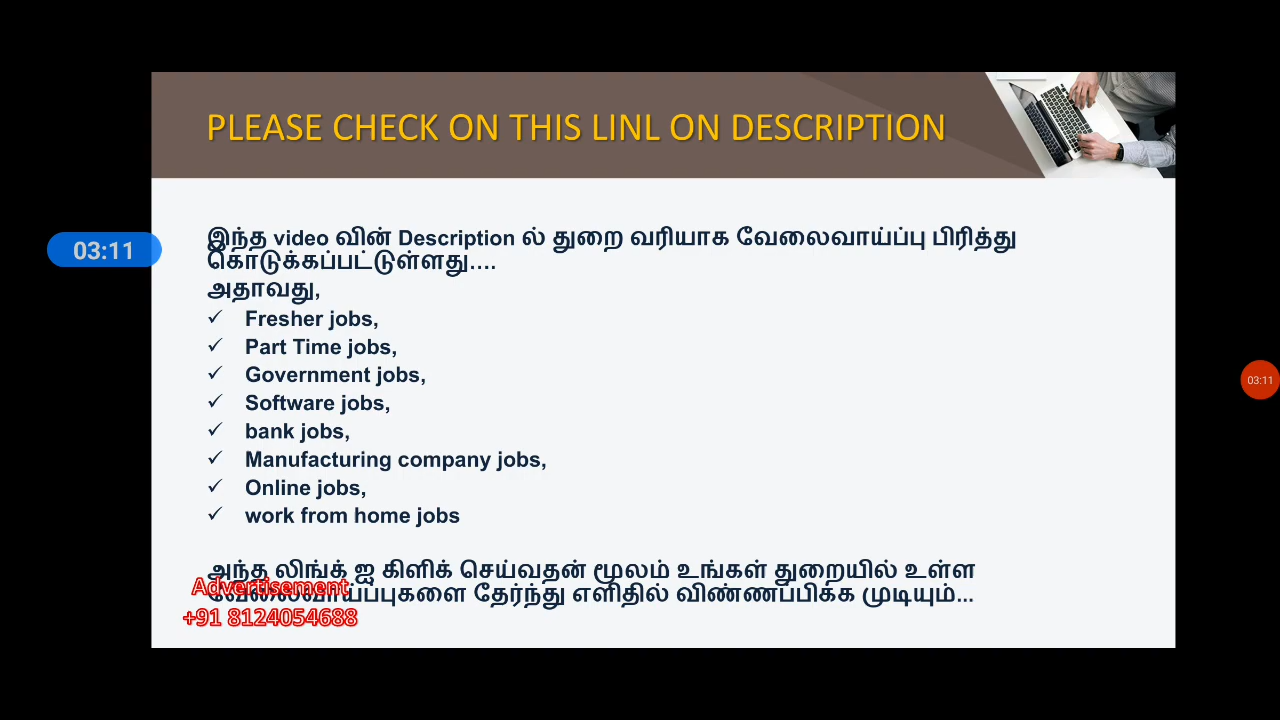 PLEASE CHECK ON THIS LINL ON DESCRIPTION
இந்த video வின் Description ல் துறை வரியாக வேலைவாய்ப்பு பிரித்து
கொடுக்கப்பட்டுள்ளது....
03:11
அதாவது,
✓ Fresher jobs,
✓ Part Time jobs,
✓ Government jobs,
03:11
✓ Software jobs,
✓ bank jobs,
✓ Manufacturing company jobs,
✓ Online jobs,
✓ work from home jobs
அந்த லிங்க் ஐ கிளிக் செய்வதன் மூலம் உங்கள் துறையில் உள்ள
வேலைவாய்ப்புகளை தேர்ந்து எளிதில் விண்ணப்பிக்க முடியும்...
Advertisement
+91 8124054688